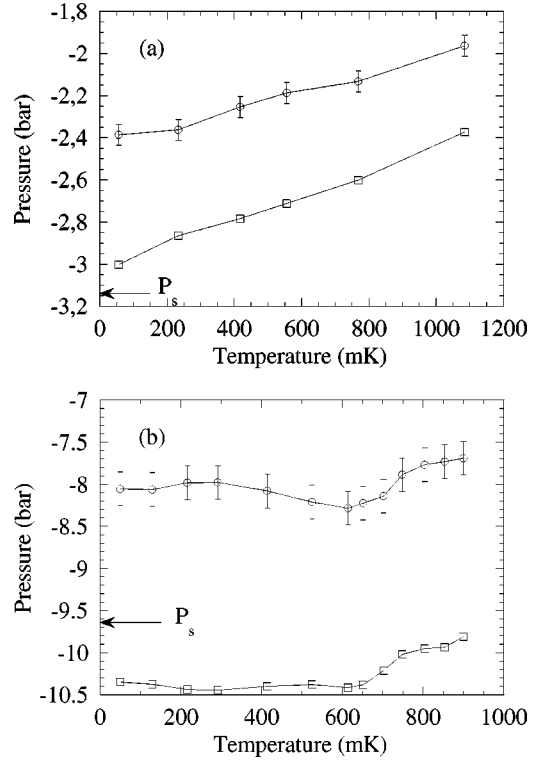 -1,8
(a)
-2
-2,2
-2,4
-2,6
-2,8
-3
-3,2
Pressure (bar)
Ps
0 200 400 600 800 1000 1200
Temperature (mK)
-7
(b)
-7.5
-8
-8.5
-9
-9.5
-10
-10.5
Pressure (bar)
Ps
0 200 400 600 800 1000
Temperature (mK)